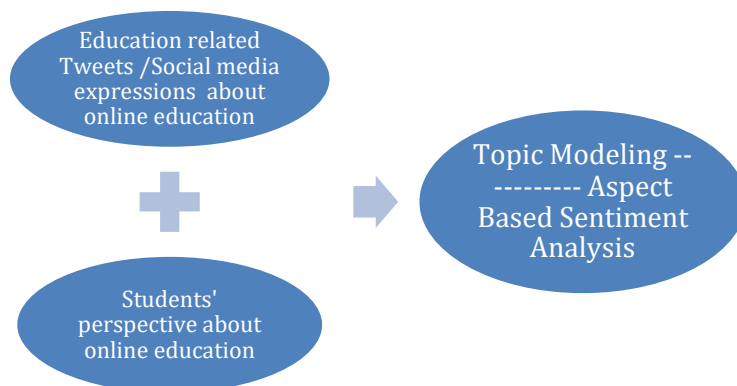 Education related
Tweets /Social media
expressions about
online education
Students'
perspective about
online education
Topic Modeling --
--------- Aspect
Based Sentiment
Analysis